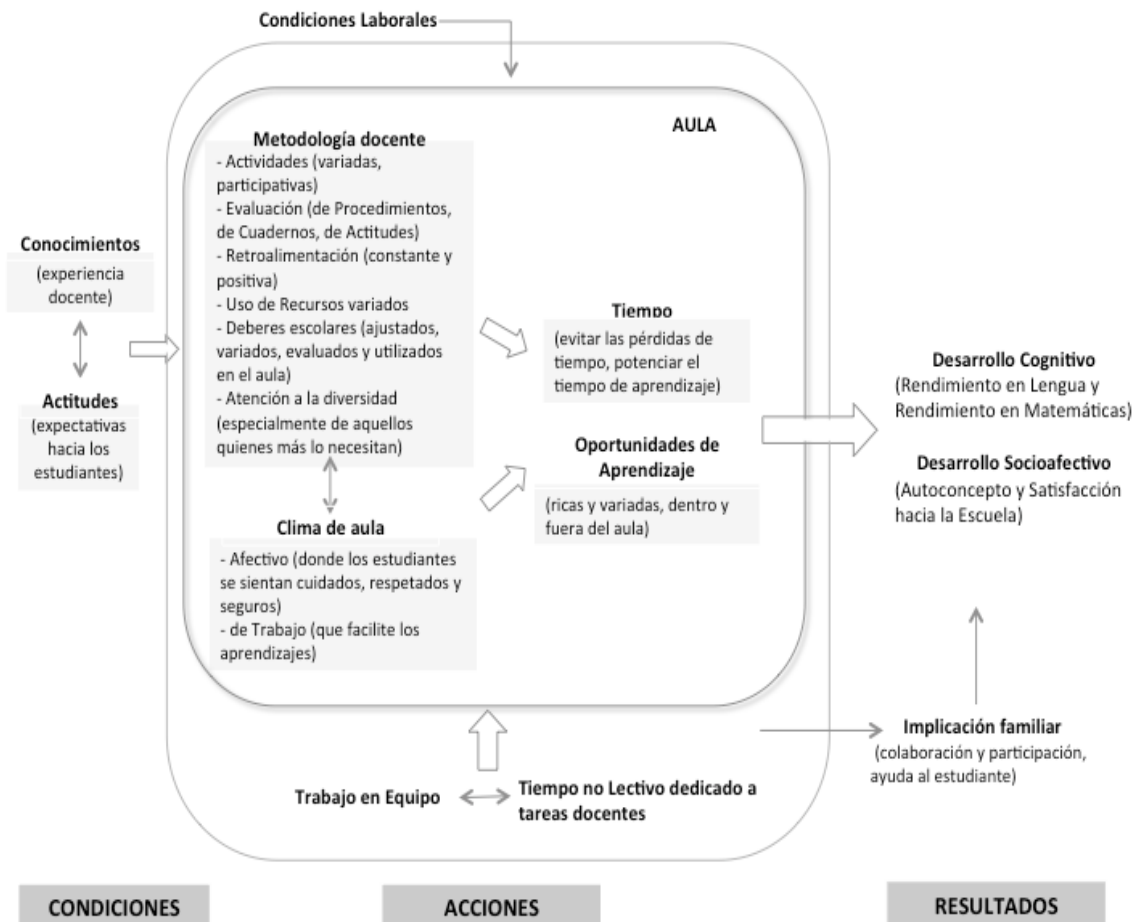 Condiciones Laborales
AULA
Metodología docente
- Actividades (variadas,
participativas)
- Evaluación (de Procedimientos,
de Cuadernos, de Actitudes)
- Retroalimentación (constante y
positiva)
- Uso de Recursos variados
- Deberes escolares (ajustados,
variados, evaluados y utilizados
en el aula)
- Atención a la diversidad
(especialmente de aquellos
quienes más lo necesitan)
Conocimientos
(experiencia
docente)
Actitudes
(expectativas
hacia los
estudiantes)
Clima de aula
- Afectivo (donde los estudiantes
se sientan cuidados, respetados y
seguros)
- de Trabajo (que facilite los
aprendizajes)
Tiempo
(evitar las pérdidas de
tiempo, potenciar el
tiempo de aprendizaje)
Oportunidades de
Aprendizaje
(ricas y variadas, dentro y
fuera del aula)
Desarrollo Cognitivo
(Rendimiento en Lengua y
Rendimiento en Matemáticas)
Desarrollo Socioafectivo
(Autoconcepto y Satisfacción
hacia la Escuela)
Implicación familiar
(colaboración y participación,
ayuda al estudiante)
Trabajo en Equipo
Tiempo no Lectivo dedicado a
tareas docentes
CONDICIONES
ACCIONES
RESULTADOS